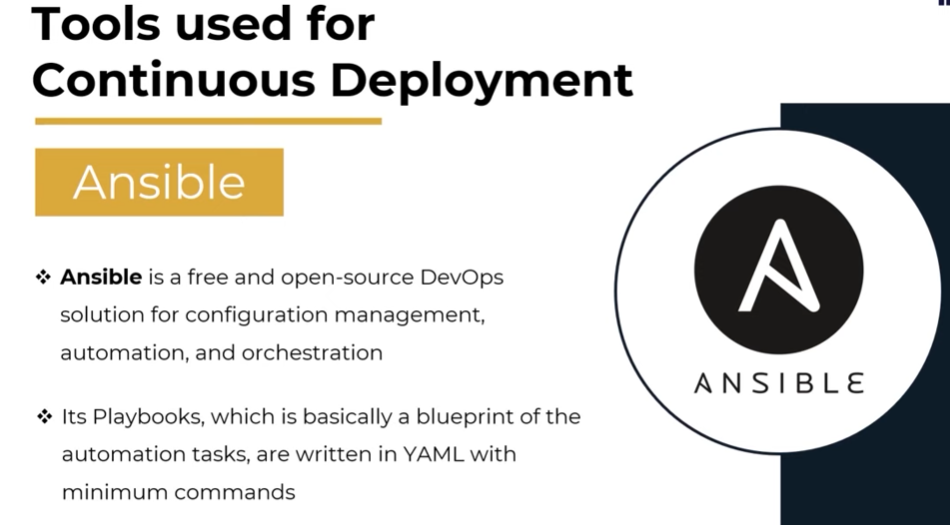 Tools used for
Continuous Deployment
Ansible
❖ Ansible is a free and open-source DevOps
solution for configuration management,
automation, and orchestration
❖ Its Playbooks, which is basically a blueprint of the
automation tasks, are written in YAML with
minimum commands
ANSIBLE